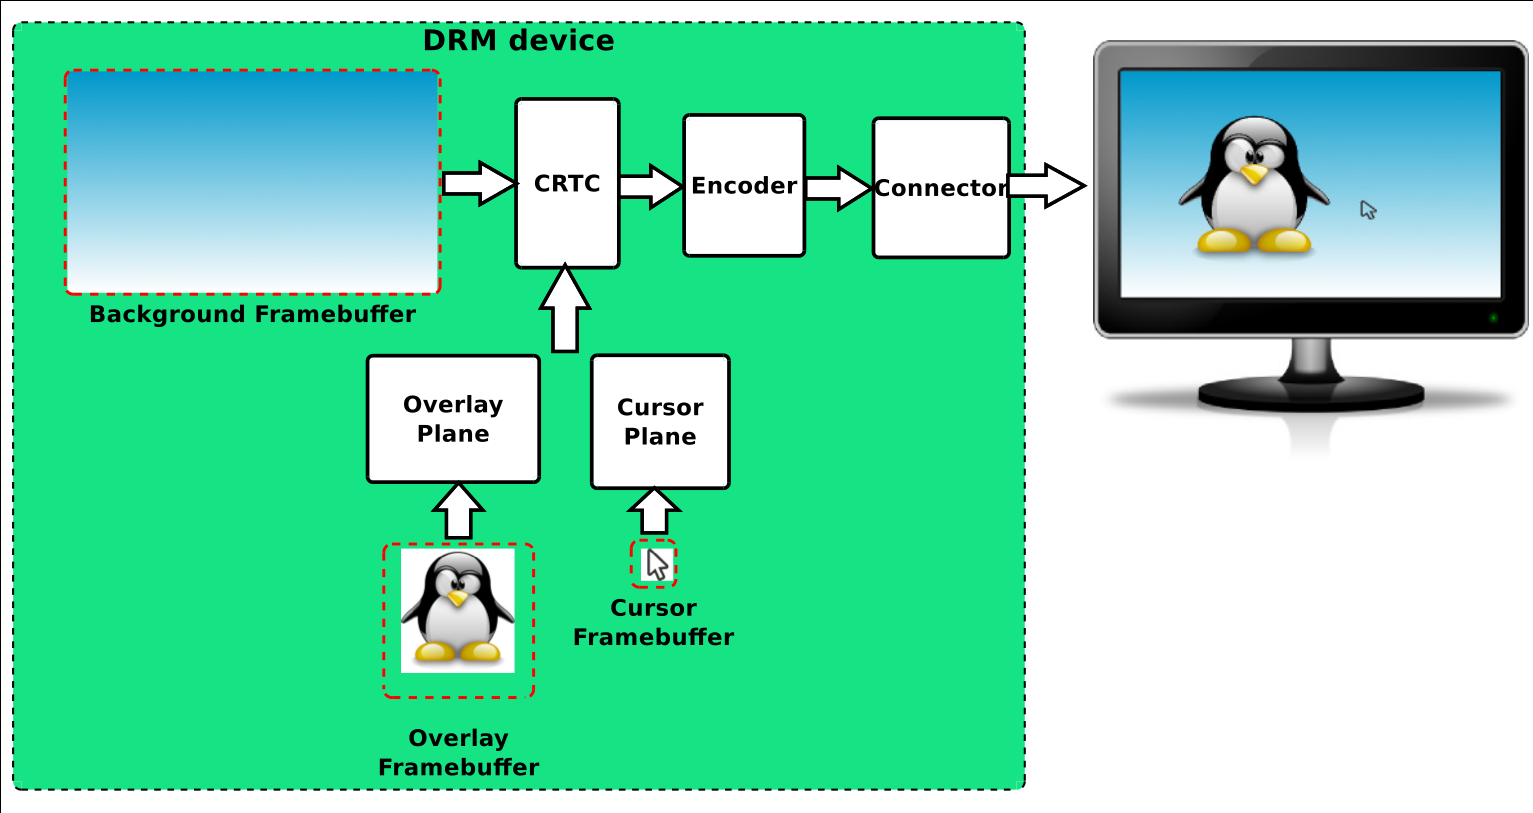 DRM device
CRTC
Encoder
Connector
Background Framebuffer
Overlay
Plane
Cursor
Plane
Cursor
Framebuffer
Overlay
Framebuffer